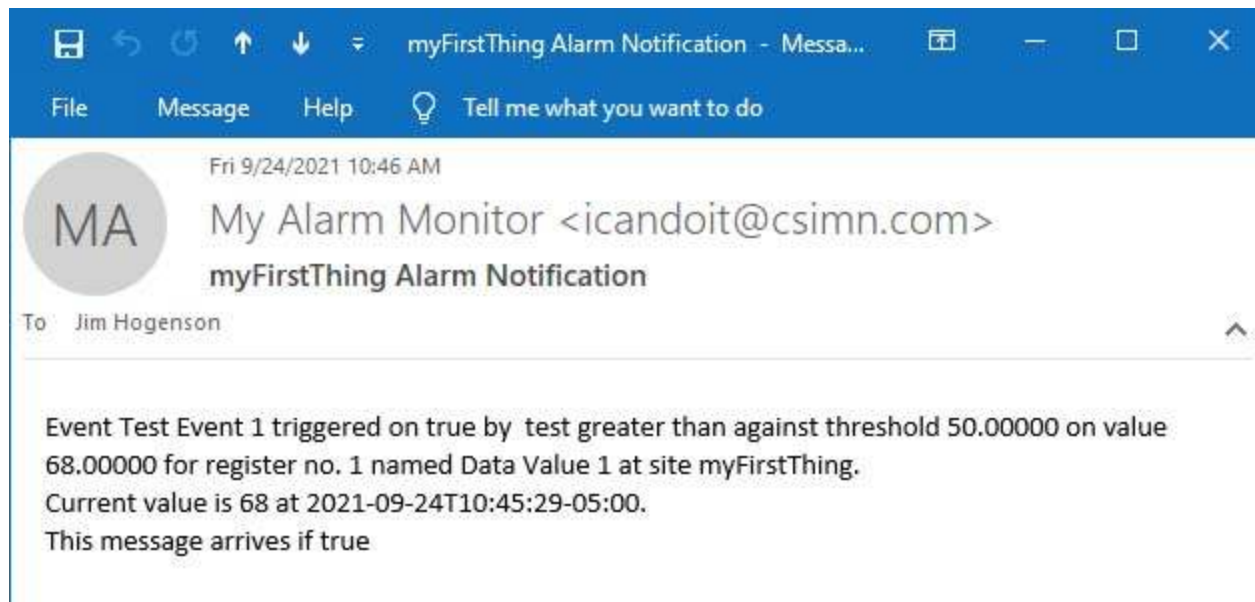 myFirstThing Alarm Notification - Messa...
File Message Help Tell me what you want to do
Fri 9/24/2021 10:46 AM
MA
My Alarm Monitor <icandoit@csimn.com>
myFirstThing Alarm Notification
To Jim Hogenson
Event Test Event 1 triggered on true by  test greater than against threshold 50.00000 on value
68.00000 for register no. 1 named Data Value 1 at site myFirstThing.
Current value is 68 at 2021-09-24T10:45:29-05:00.
This message arrives if true